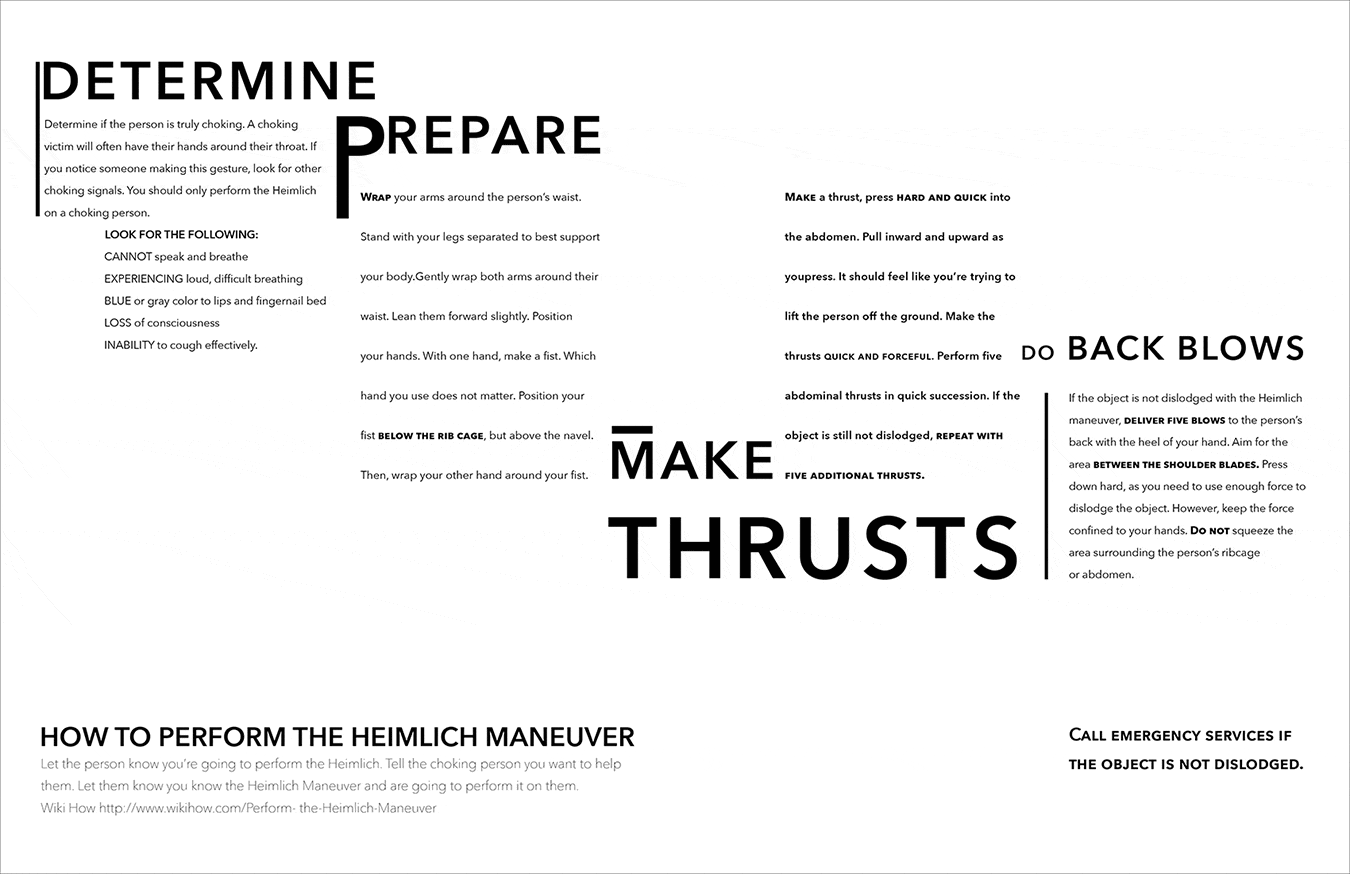 DETERMINE
Determine if the person is truly choking. A choking
victim will often have their hands around their throat. If
you notice someone making this gesture, look for other
choking signals. You should only perform the Heimlich
on a choking person.
LOOK FOR THE FOLLOWING:
CANNOT speak and breathe
EXPERIENCING loud, difficult breathing
BLUE or gray color to lips and fingernail bed
LOSS of consciousness
INABILITY to cough effectively.
PREPARE
WRAP your arms around the person's waist.
Stand with your legs separated to best support
your body.Gently wrap both arms around their
waist. Lean them forward slightly. Position
your hands. With one hand, make a fist. Which
hand you use does not matter. Position your
fist BELOW THE RIB CAGE, but above the navel.
Then, wrap your other hand around your fist.
MAKE
THRUSTS
MAKE a thrust, press HARD AND QUICK into
the abdomen. Pull inward and upward as
youpress. It should feel like you're trying to
lift the person off the ground. Make the
thrusts QUICK AND FORCEFUL. Perform five
abdominal thrusts in quick succession. If the
object is still not dislodged, REPEAT WITH
FIVE ADDITIONAL THRUSTS.
DO BACK BLOWS
If the object is not dislodged with the Heimlich
maneuver, DELIVER FIVE BLOWS to the person's
back with the heel of your hand. Aim for the
area BETWEEN THE SHOULDER BLADES. Press
down hard, as you need to use enough force to
dislodge the object. However, keep the force
confined to your hands. DO NOT squeeze the
area surrounding the person's ribcage
or abdomen.
HOW TO PERFORM THE HEIMLICH MANEUVER
Let the person know you're going to perform the Heimlich. Tell the choking person you want to help
them. Let them know you know the Heimlich Maneuver and are going to perform it on them.
Wiki How http://www.wikihow.com/Perform- the-Heimlich-Maneuver
CALL EMERGENCY SERVICES IF
THE OBJECT IS NOT DISLODGED.